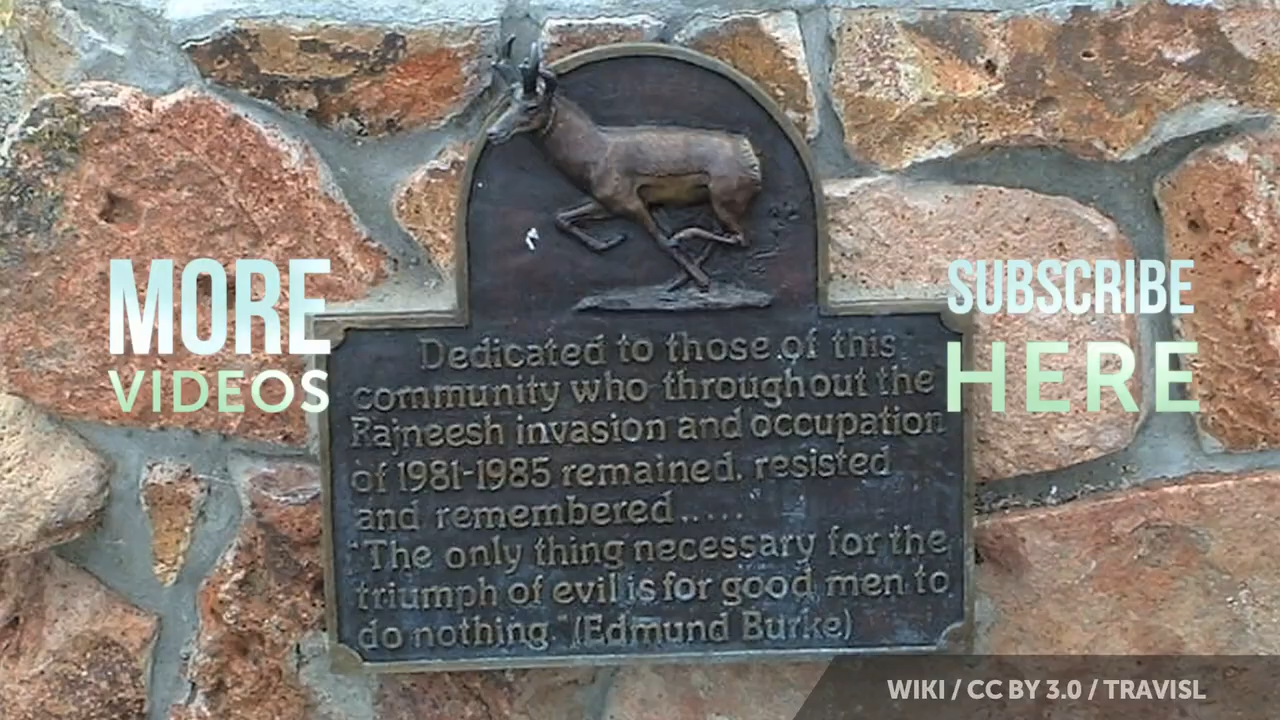 MORE
VIDEOS
SUBSCRIBE
HERE
Dedicated to those of this
community who throughout the
Rajneesh invasion and occupation
of 1981-1985 remained, resisted
and remembered.....
"The only thing necessary for the
triumph of evil is for good men to
do nothing." (Edmund Burke)
WIKI / CC BY 3.0 / TRAVISL